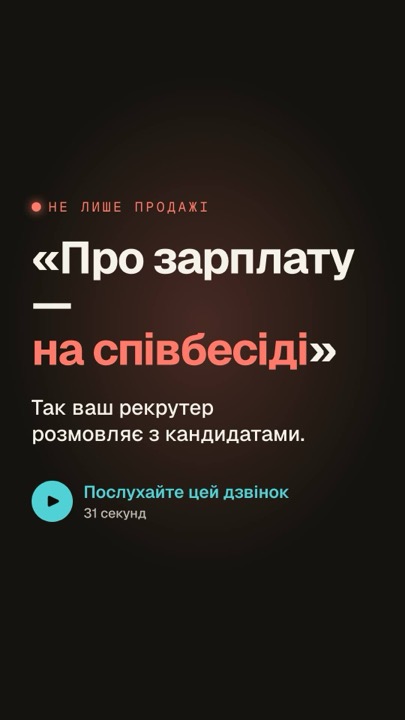 НЕ ЛИШЕ ПРОДАЖІ
«Про зарплату
—
на співбесіді»
Так ваш рекрутер
розмовляє з кандидатами.
Послухайте цей дзвінок
31 секунд